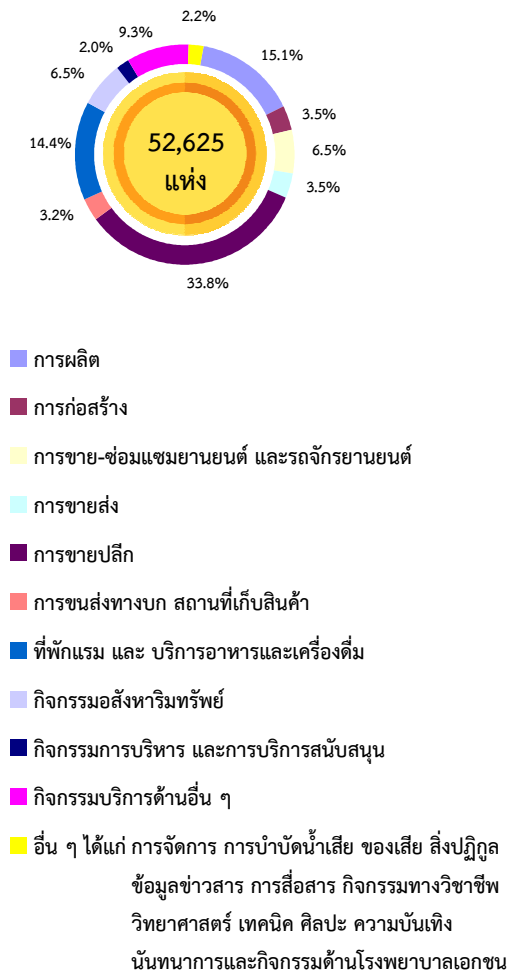 2.2%
9.3%
2.0%
15.1%
6.5%
3.5%
14.4%
52,625
6.5%
แห่ง
3.5%
3.2%
33.8%
การผลิต
การก่อสร้าง
การขาย-ซ่อมแซมยานยนต์ และรถจักรยานยนต์
การขายส่ง
การขายปลีก
การขนส่งทางบก สถานที่เก็บสินค้า
ที่พักแรม และ บริการอาหารและเครื่องดื่ม
กิจกรรมอสังหาริมทรัพย์
กิจกรรมการบริหาร และการบริการสนับสนุน
กิจกรรมบริการด้านอื่น ๆ
อื่น ๆ ได้แก่ การจัดการ การบำบัดน้ำเสีย ของเสีย สิ่งปฏิกูล
ข้อมูลข่าวสาร การสื่อสาร กิจกรรมทางวิชาชีพ
วิทยาศาสตร์ เทคนิค ศิลปะ ความบันเทิง
นันทนาการและกิจกรรมด้านโรงพยาบาลเอกชน